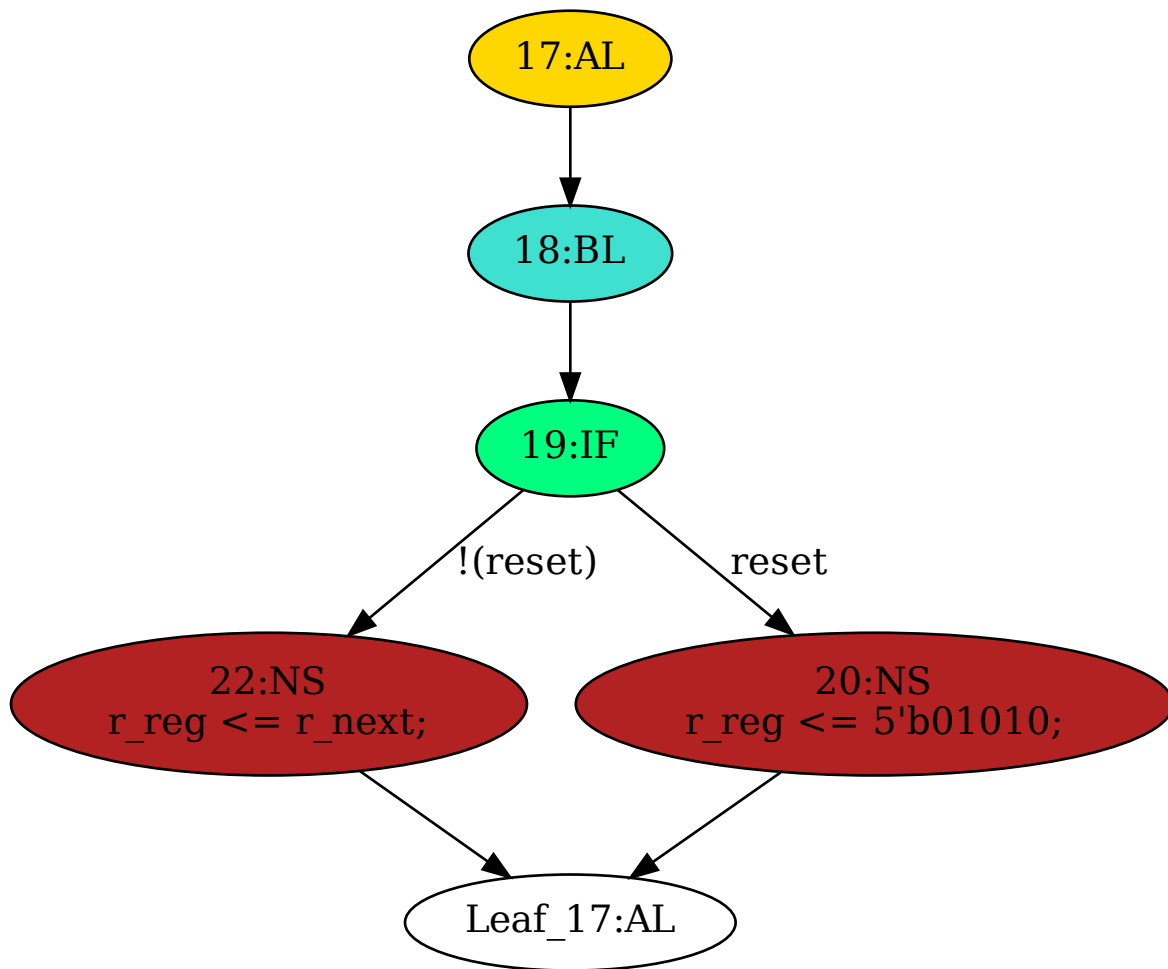 17:AL
18:BL
19:IF
!(reset)
reset
22:NS
r_reg <= r_next;
20:NS
r_reg <= 5'b01010;
Leaf_17:AL